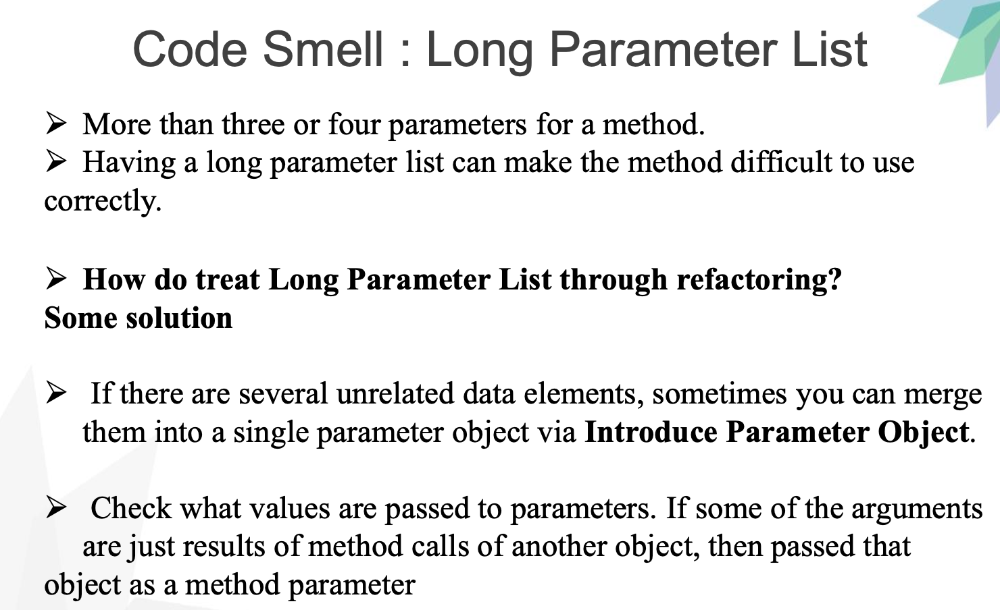 Code Smell : Long Parameter List
➢ More than three or four parameters for a method.
➢ Having a long parameter list can make the method difficult to use
correctly.
➢ How do treat Long Parameter List through refactoring?
Some solution
➢ If there are several unrelated data elements, sometimes you can merge
them into a single parameter object via Introduce Parameter Object.
➢ Check what values are passed to parameters. If some of the arguments
are just results of method calls of another object, then passed that
object as a method parameter